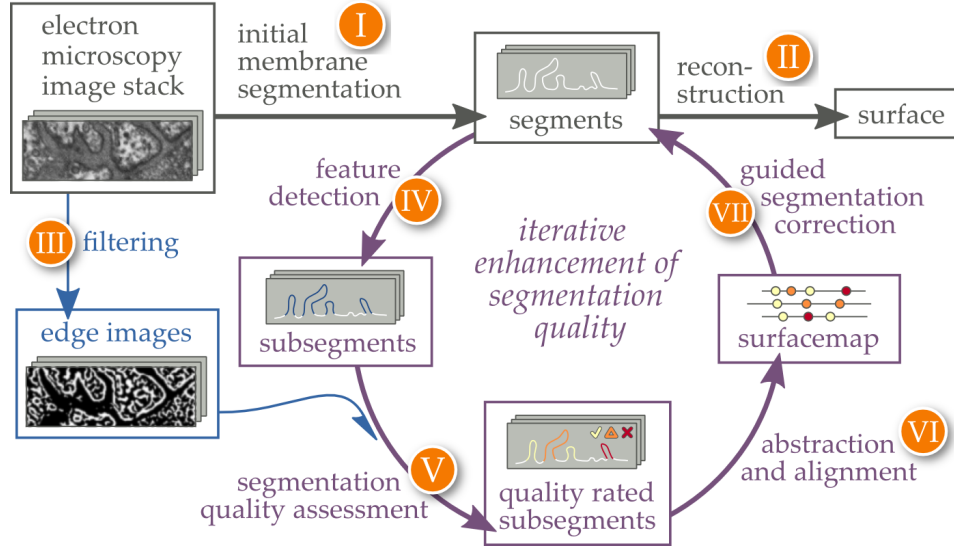 electron
microscopy
image stack
initial
membrane
segmentation
I
segments
recon-
struction
II
surface
III
filtering
edge images
feature
detection
IV
subsegments
iterative
enhancement of
segmentation
quality
guided
segmentation
correction
VII
surfacemap
segmentation
quality assessment
V
quality rated
subsegments
abstraction
and alignment
VI